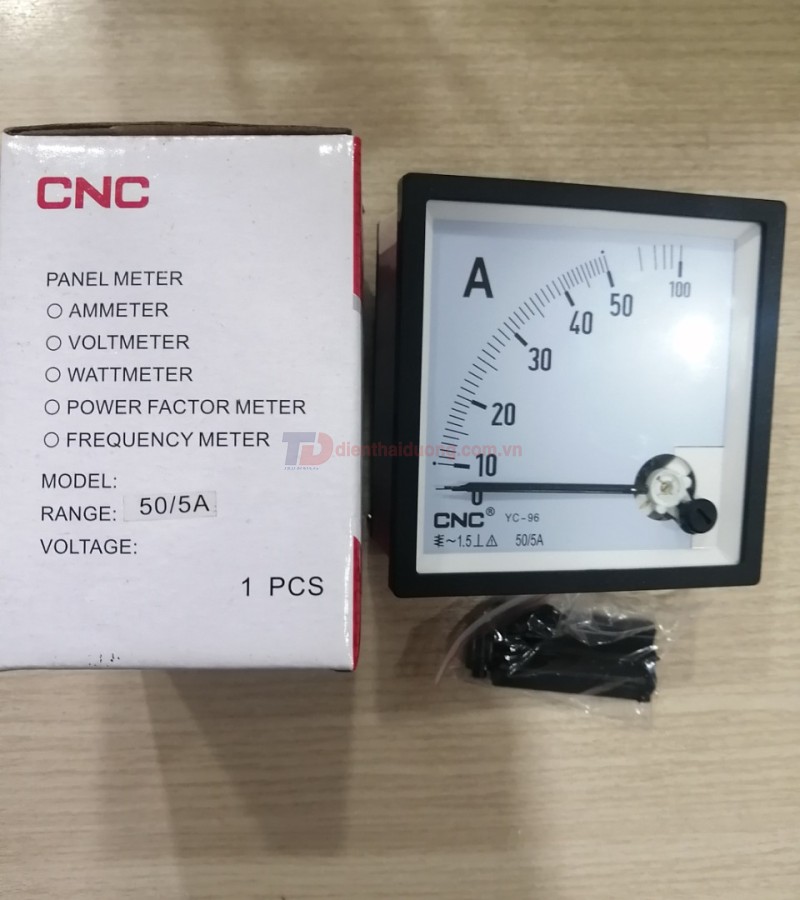 CNC
PANEL METER
AMMETER
VOLTMETER
WATTMETER
POWER FACTOR METER
FREQUENCY METER
MODEL:
RANGE: 50/5A
VOLTAGE:
1 PCS
A
100
50
40
30
20
10
0
CNC® YC-96
~1.5 50/5A
TD dienthaiduong.com.vn